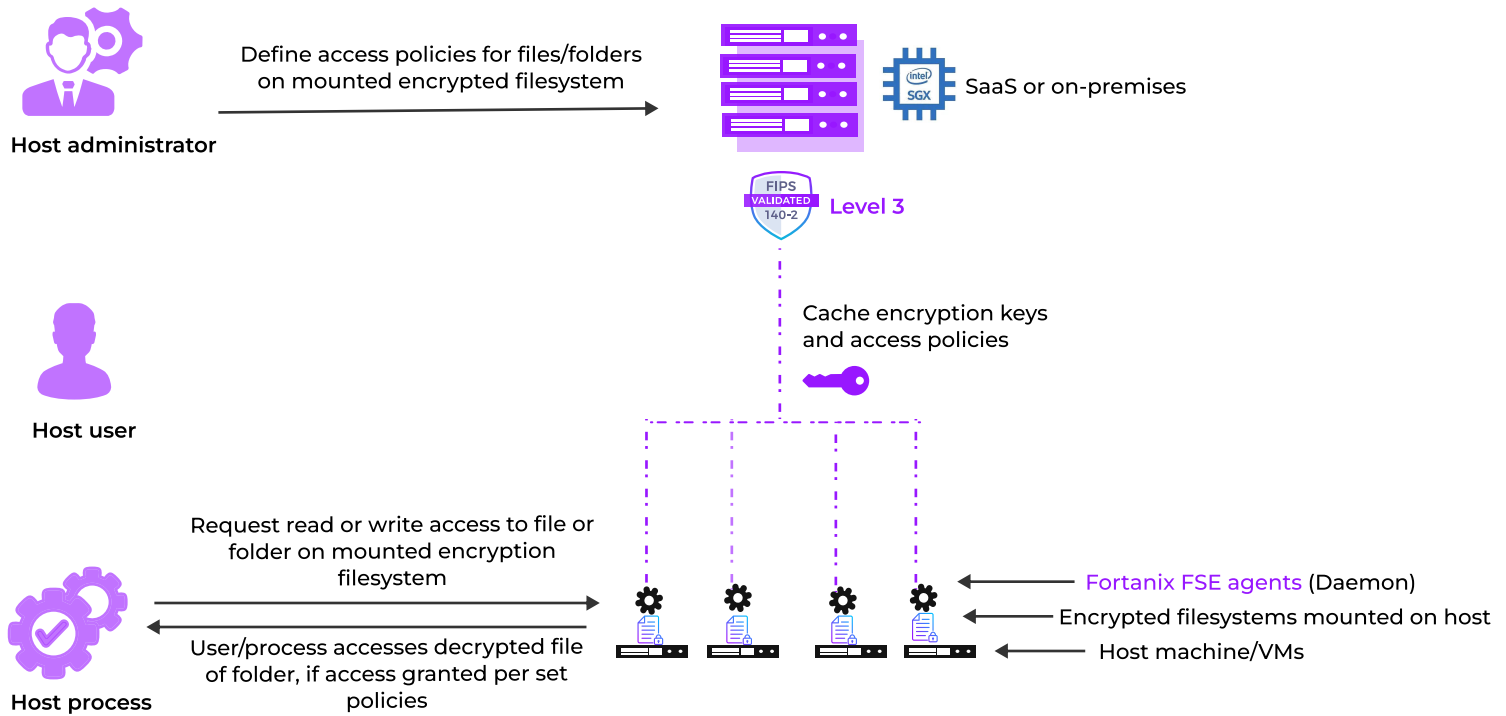 Define access policies for files/folders
on mounted encrypted filesystem
Host administrator
intel
SGX
SaaS or on-premises
FIPS
VALIDATED
140-2
Level 3
Cache encryption keys
and access policies
Host user
Request read or write access to file or
folder on mounted encryption
filesystem
User/process accesses decrypted file
of folder, if access granted per set
policies
Host process
Fortanix FSE agents (Daemon)
Encrypted filesystems mounted on host
Host machine/VMs